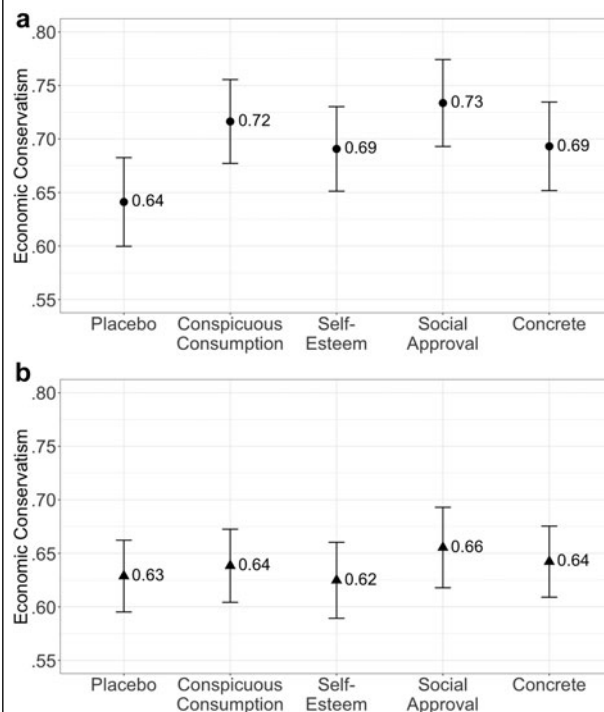 a
Economic Conservatism
.80
.75
.70
.65
.60
.55
0.64
0.72
0.69
0.73
0.69
Placebo
Conspicuous
Consumption
Self-
Esteem
Social
Approval
Concrete
b
Economic Conservatism
.80
.75
.70
.65
.60
.55
0.63
0.64
0.62
0.66
0.64
Placebo
Conspicuous
Consumption
Self-
Esteem
Social
Approval
Concrete